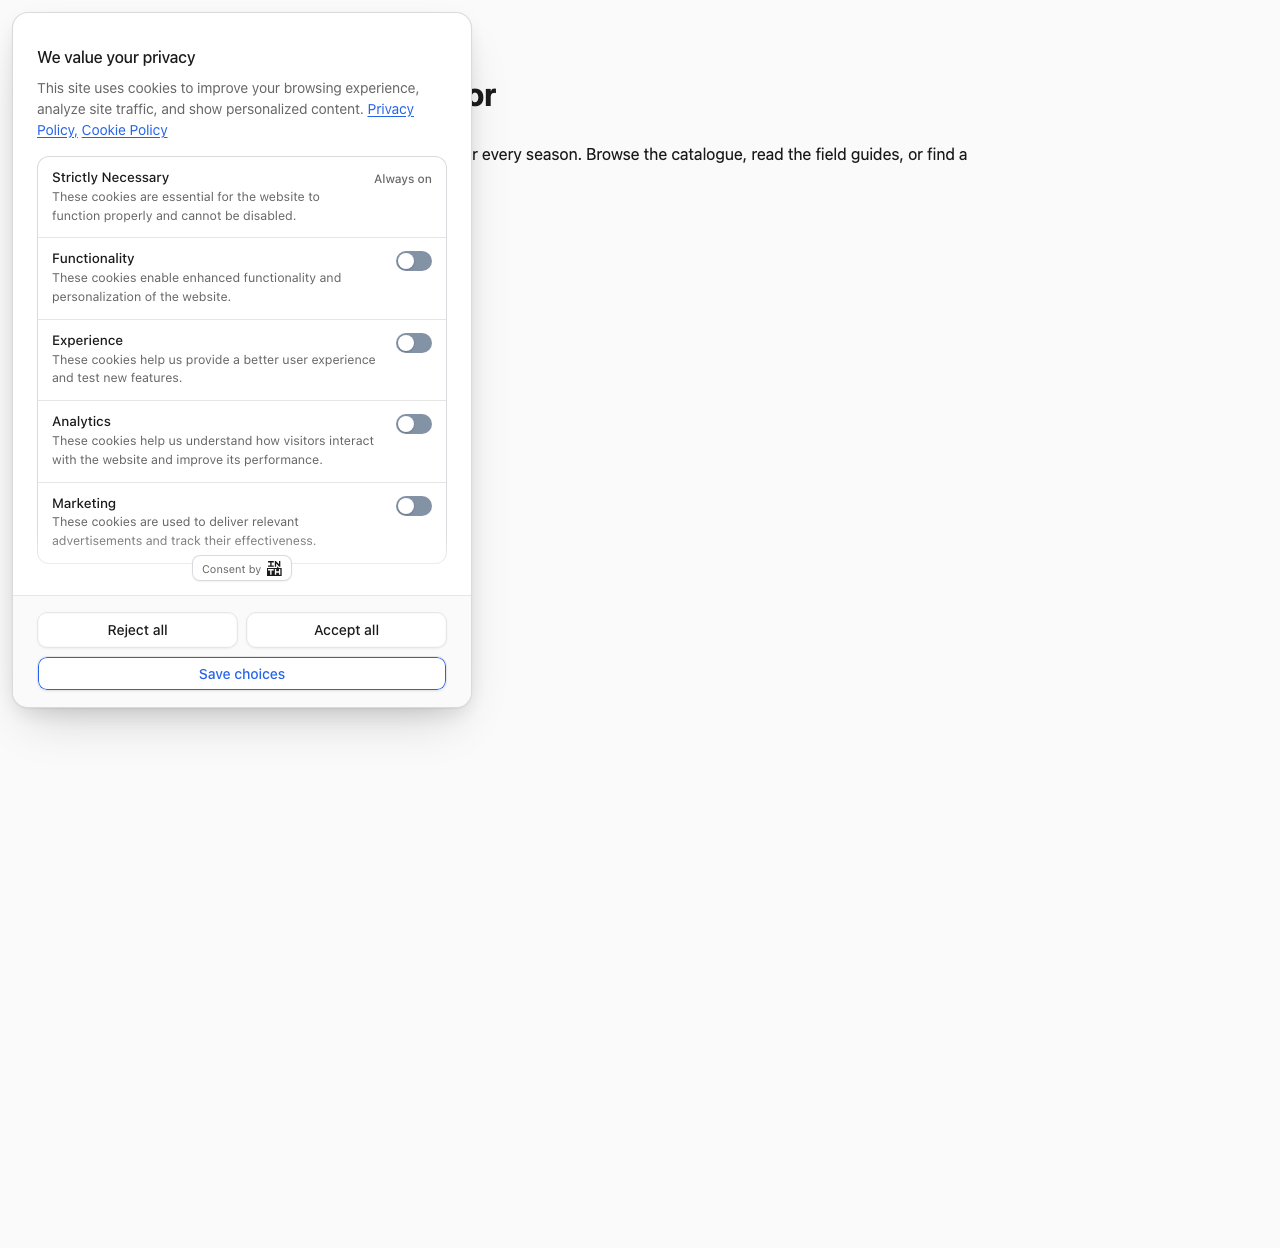 We value your privacy
This site uses cookies to improve your browsing experience,
analyze site traffic, and show personalized content. Privacy
Policy, Cookie Policy
Strictly Necessary
Always on
These cookies are essential for the website to
function properly and cannot be disabled.
Functionality
These cookies enable enhanced functionality and
personalization of the website.
Experience
These cookies help us provide a better user experience
and test new features.
Analytics
These cookies help us understand how visitors interact
with the website and improve its performance.
Marketing
These cookies are used to deliver relevant
advertisements and track their effectiveness.
Consent by INTH
Reject all
Accept all
Save choices
every season. Browse the catalogue, read the field guides, or find a